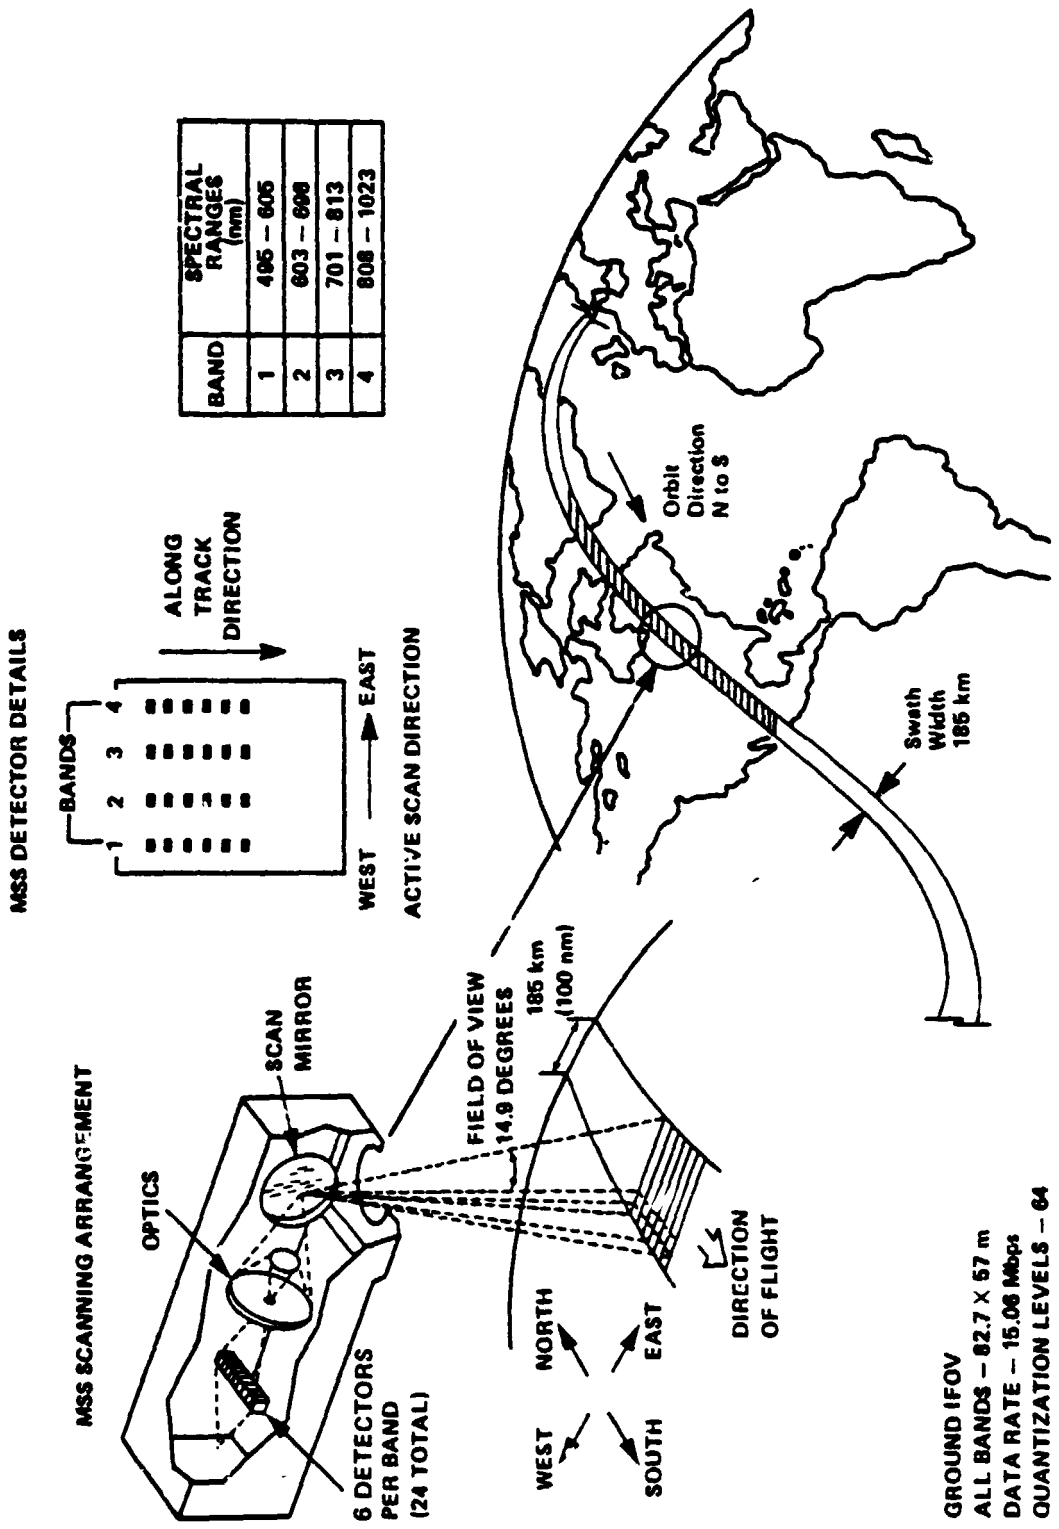 MSS SCANNING ARRANGEMENT
OPTICS
SCAN
MIRROR
6 DETECTORS
PER BAND
(24 TOTAL)
FIELD OF VIEW
14.9 DEGREES
185 km
(100 nm)
WEST
NORTH
SOUTH
EAST
DIRECTION
OF FLIGHT
GROUND IFOV
ALL BANDS – 82.7 X 57 m
DATA RATE – 15.06 Mbps
QUANTIZATION LEVELS – 64
MSS DETECTOR DETAILS
BANDS
1 2 3 4
ALONG
TRACK
DIRECTION
WEST EAST
ACTIVE SCAN DIRECTION
BAND SPECTRAL RANGES (nm)
1 495 – 605
2 603 – 698
3 701 – 813
4 808 – 1023
Orbit
Direction
N to S
Swath
Width
185 km